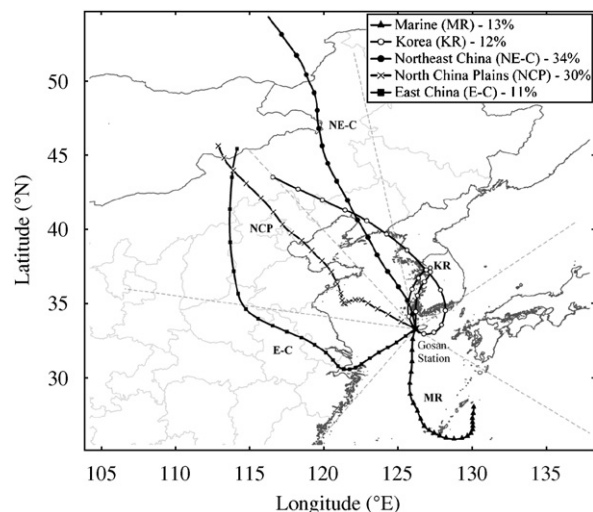 Marine (MR) - 13%
Korea (KR) - 12%
Northeast China (NE-C) - 34%
North China Plains (NCP) - 30%
East China (E-C) - 11%
50
45
40
35
30
Latitude (°N)
NE-C
NCP
KR
E-C
Gosan
Station
MR
105 110 115 120 125 130 135
Longitude (°E)